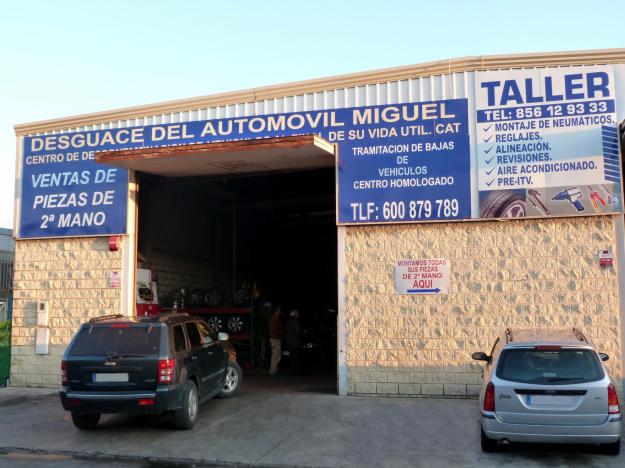 DESGUACE DEL AUTOMOVIL MIGUEL
CENTRO DE DE AL DE SU VIDA UTIL. CAT
VENTAS DE
PIEZAS DE
2ª MANO
TRAMITACION DE BAJAS
DE
VEHICULOS
CENTRO HOMOLOGADO
TLF: 600 879 789
TALLER
TEL: 856 12 93 33
✓ MONTAJE DE NEUMÁTICOS.
✓ REGLAJES.
✓ ALINEACIÓN.
✓ REVISIONES.
✓ AIRE ACONDICIONADO.
✓ PRE-ITV.
MONTAMOS TODAS
SUS PIEZAS
DE 2ª MANO
AQUI